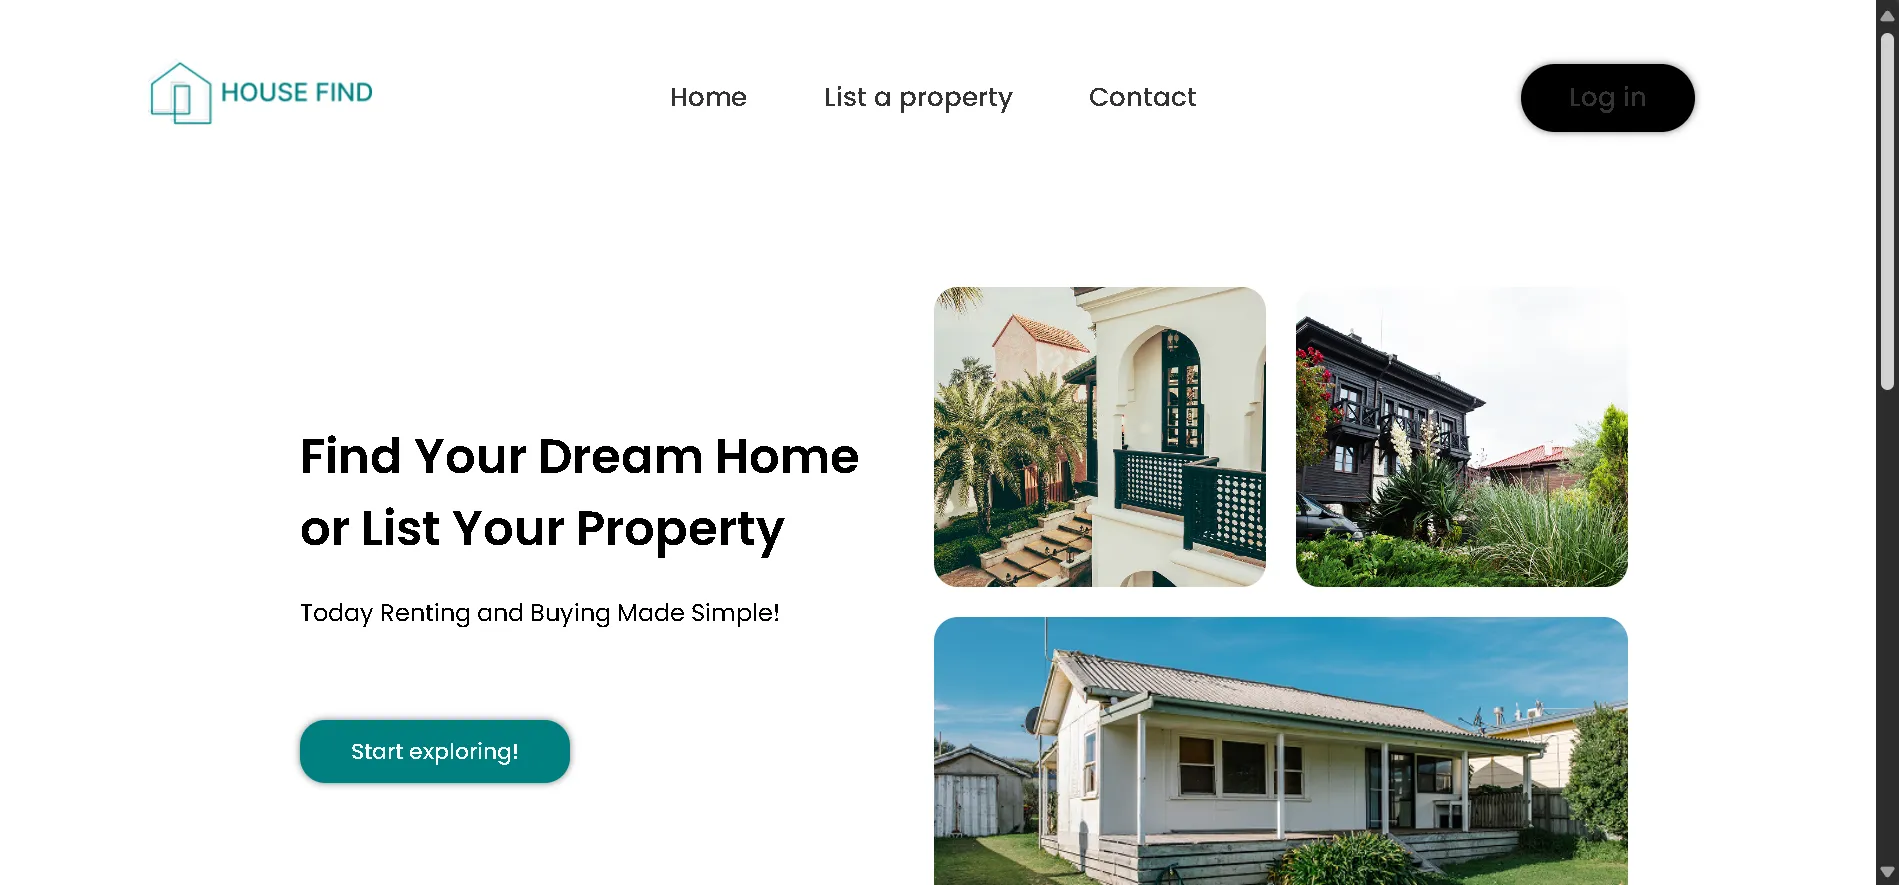 HOUSE FIND
Home
List a property
Contact
Log in
Find Your Dream Home
or List Your Property
Today Renting and Buying Made Simple!
Start exploring!